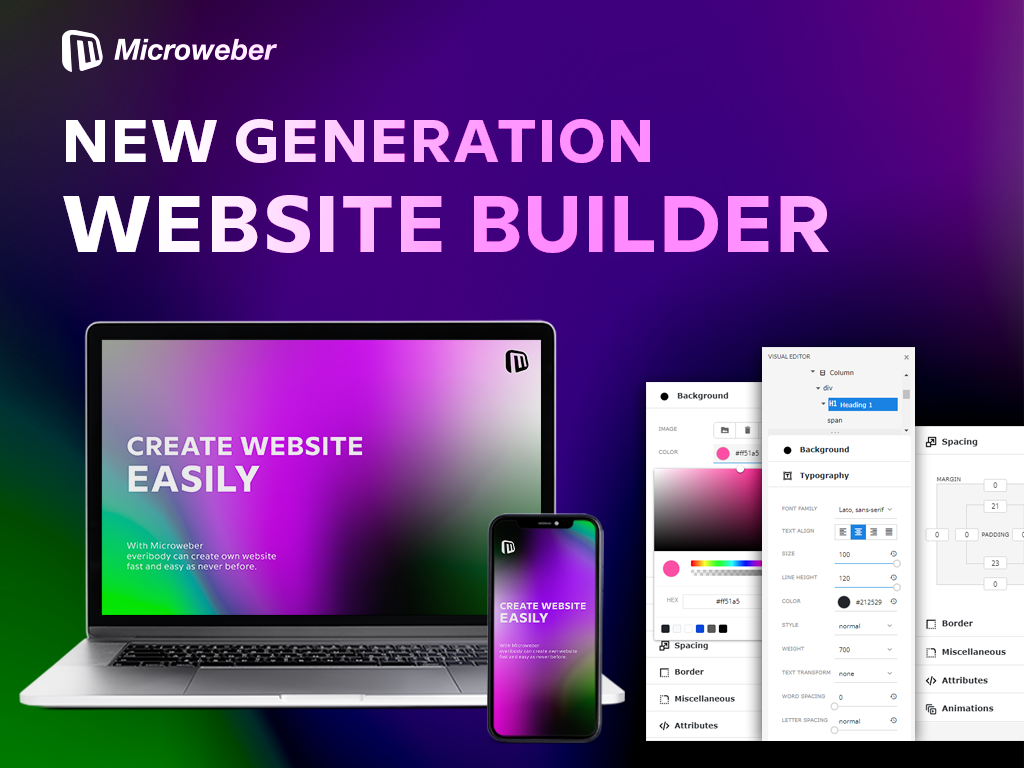 Microweber
NEW GENERATION
WEBSITE BUILDER
CREATE WEBSITE
EASILY
With Microweber
everibody can create own website
fast and easy as never before.
CREATE WEBSITE
EASILY
With Microweber
everibody can create own website
fast and easy as never before.
Background
IMAGE
COLOR
#ff51a5
HEX
#ff51a5
Spacing
Border
Miscellaneous
Attributes
VISUAL EDITOR
Column
div
H1 Heading 1
span
Background
Typography
FONT FAMILY
Lato, sans-serif
TEXT ALIGN
SIZE
100
LINE HEIGHT
120
COLOR
#212529
STYLE
normal
WEIGHT
700
TEXT TRANSFORM
none
WORD SPACING
0
LETTER SPACING
normal
Spacing
MARGIN
0
21
0 0 PADDING
23
0
Border
Miscellaneous
Attributes
Animations